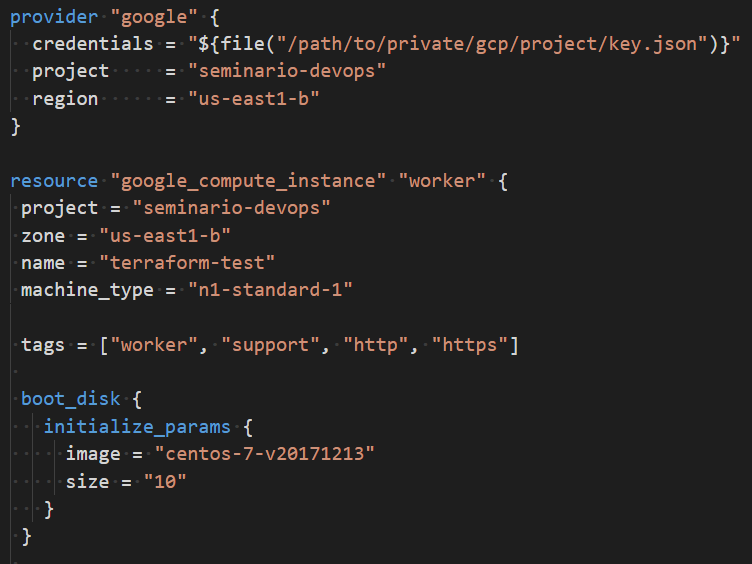 provider "google" {
  credentials = "${file("/path/to/private/gcp/project/key.json")}"
  project     = "seminario-devops"
  region      = "us-east1-b"
}

resource "google_compute_instance" "worker" {
 project = "seminario-devops"
 zone = "us-east1-b"
 name = "terraform-test"
 machine_type = "n1-standard-1"

 tags = ["worker", "support", "http", "https"]

 boot_disk {
   initialize_params {
     image = "centos-7-v20171213"
     size = "10"
   }
 }